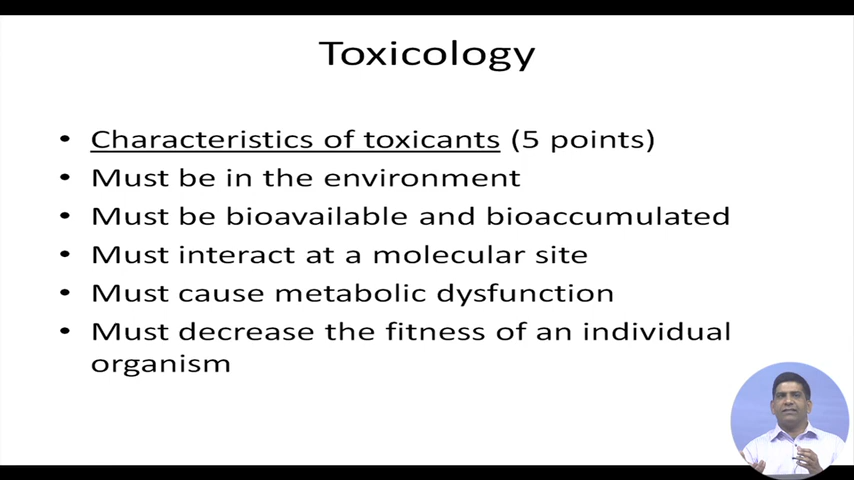 Toxicology
• Characteristics of toxicants (5 points)
• Must be in the environment
• Must be bioavailable and bioaccumulated
• Must interact at a molecular site
• Must cause metabolic dysfunction
• Must decrease the fitness of an individual
organism